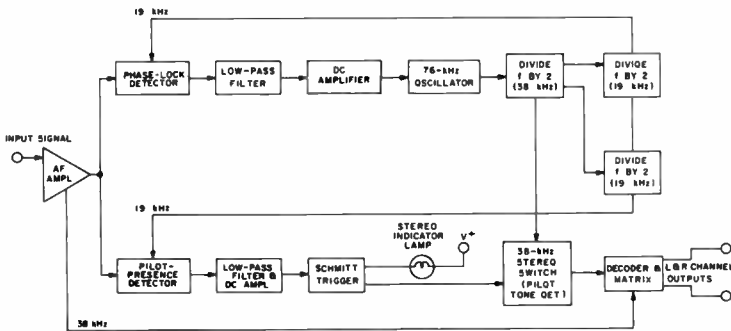 19 kHz
PHASE-LOCK
DETECTOR
LOW-PASS
FILTER
DC
AMPLIFIER
76-kHz
OSCILLATOR
DIVIDE
f BY 2
(38 kHz)
DIVIDE
f BY 2
(19 kHz)
INPUT SIGNAL
AF
AMPL
DIVIDE
f BY 2
(19 kHz)
19 kHz
STEREO
INDICATOR
LAMP
V+
PILOT-
PRESENCE
DETECTOR
LOW-PASS
FILTER &
DC AMPL
SCHMITT
TRIGGER
38-kHz
STEREO
SWITCH
(PILOT
TONE DET)
DECODER &
MATRIX
L&R CHANNEL
OUTPUTS
38 kHz